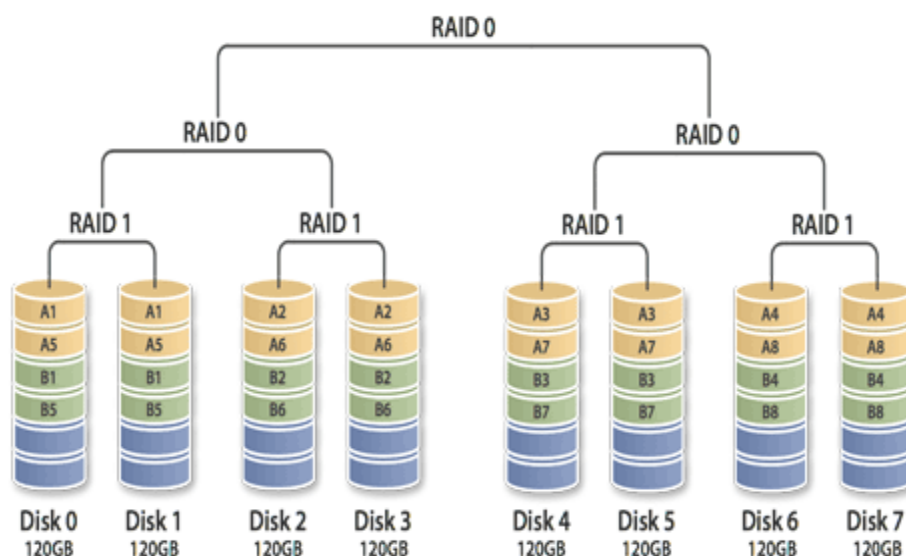 RAID 0
RAID 0
RAID 0
RAID 1
RAID 1
RAID 1
RAID 1
A1 A1 A2 A2 A3 A3 A4 A4
A5 A5 A6 A6 A7 A7 A8 A8
B1 B1 B2 B2 B3 B3 B4 B4
B5 B5 B6 B6 B7 B7 B8 B8
Disk 0 Disk 1 Disk 2 Disk 3 Disk 4 Disk 5 Disk 6 Disk 7
120GB 120GB 120GB 120GB 120GB 120GB 120GB 120GB